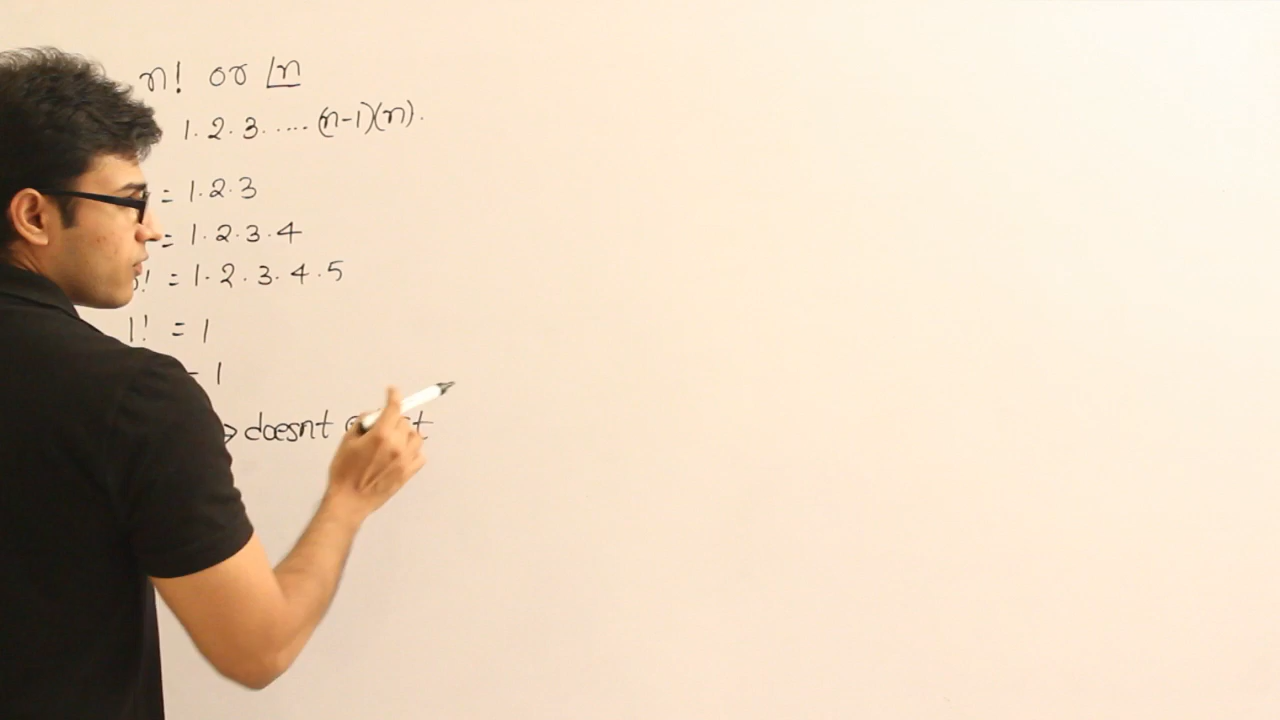 n! or |n
1.2.3..... (n-1)(n).
= 1.2.3
= 1.2.3.4
! = 1.2.3.4.5
1! = 1
- 1
> doesnt